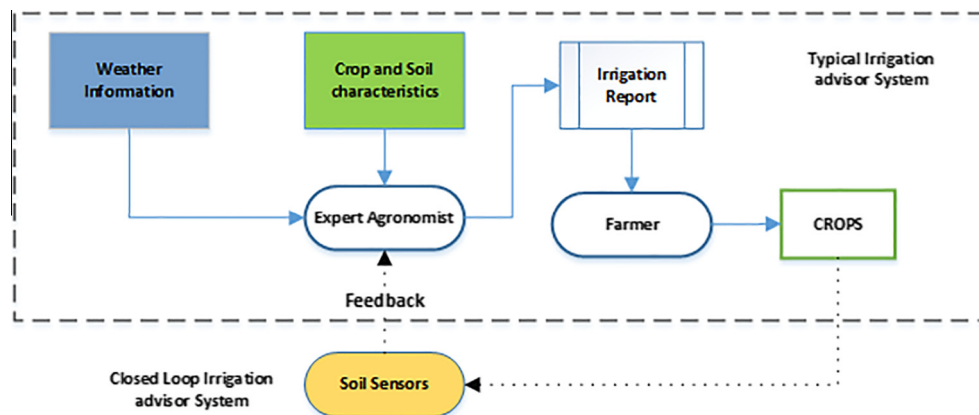 Weather
Information
Crop and Soil
characteristics
Irrigation
Report
Typical Irrigation
advisor System
Expert Agronomist
Farmer
CROPS
Feedback
Closed Loop Irrigation
advisor System
Soil Sensors